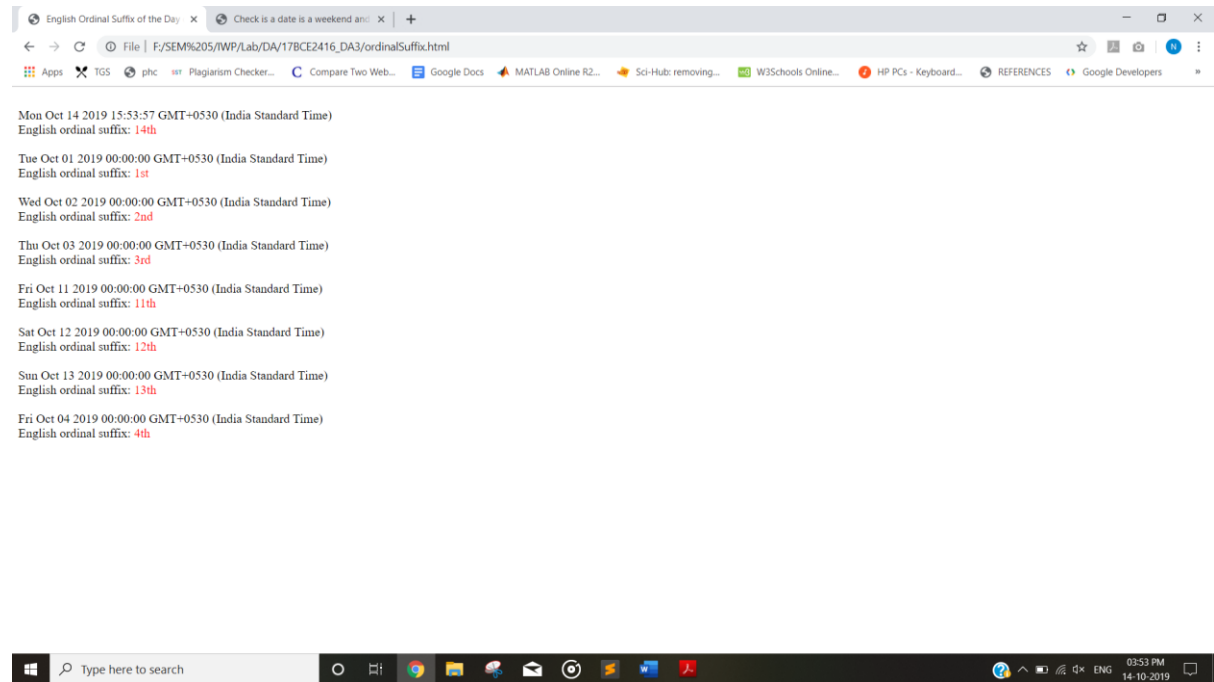 English Ordinal Suffix of the Day
Check is a date is a weekend and
File F:/SEM%205/IWP/Lab/DA/17BCE2416_DA3/ordinalSuffix.html
N
Apps TGS phc SST Plagiarism Checker... C Compare Two Web... Google Docs MATLAB Online R2... Sci-Hub: removing... W3Schools Online... HP PCs - Keyboard... REFERENCES Google Developers »
Mon Oct 14 2019 15:53:57 GMT+0530 (India Standard Time)
English ordinal suffix: 14th
Tue Oct 01 2019 00:00:00 GMT+0530 (India Standard Time)
English ordinal suffix: 1st
Wed Oct 02 2019 00:00:00 GMT+0530 (India Standard Time)
English ordinal suffix: 2nd
Thu Oct 03 2019 00:00:00 GMT+0530 (India Standard Time)
English ordinal suffix: 3rd
Fri Oct 11 2019 00:00:00 GMT+0530 (India Standard Time)
English ordinal suffix: 11th
Sat Oct 12 2019 00:00:00 GMT+0530 (India Standard Time)
English ordinal suffix: 12th
Sun Oct 13 2019 00:00:00 GMT+0530 (India Standard Time)
English ordinal suffix: 13th
Fri Oct 04 2019 00:00:00 GMT+0530 (India Standard Time)
English ordinal suffix: 4th
Type here to search
ENG
03:53 PM
14-10-2019